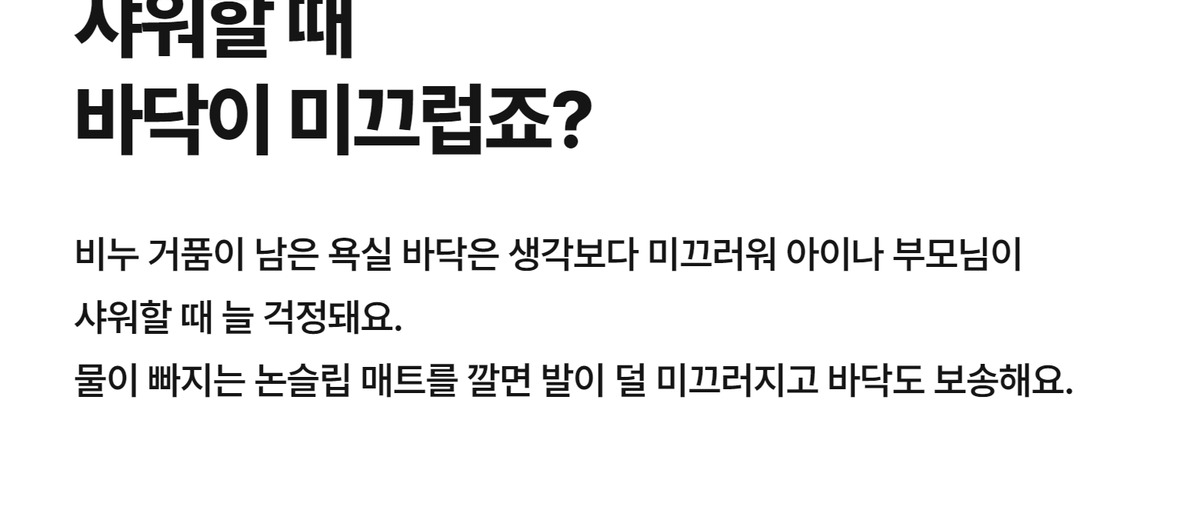 샤워할 때
바닥이 미끄럽죠?
비누 거품이 남은 욕실 바닥은 생각보다 미끄러워 아이나 부모님이
샤워할 때 늘 걱정돼요.
물이 빠지는 논슬립 매트를 깔면 발이 덜 미끄러지고 바닥도 보송해요.